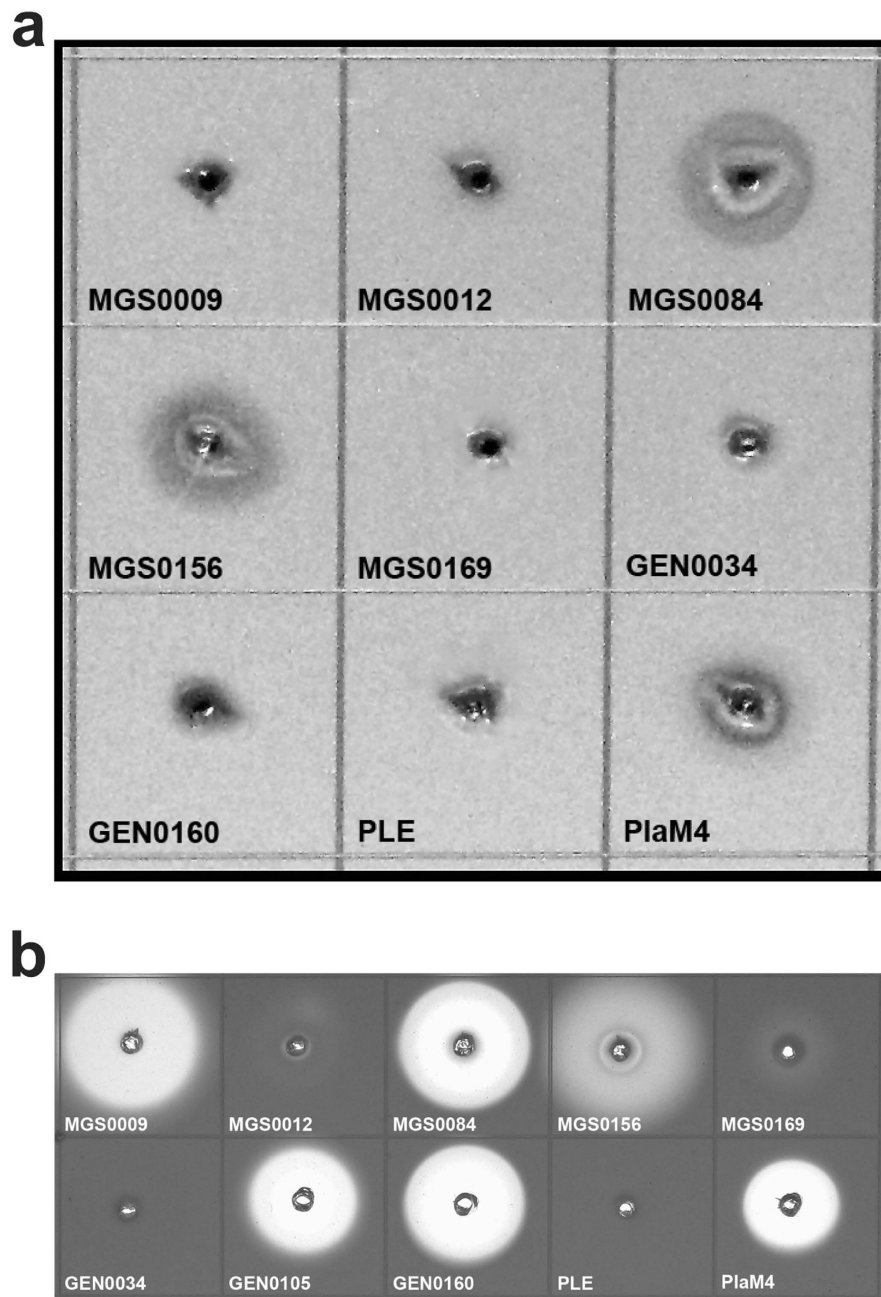 a
MGS0009 MGS0012 MGS0084
MGS0156 MGS0169 GEN0034
GEN0160 PLE PlaM4
b
MGS0009 MGS0012 MGS0084 MGS0156 MGS0169
GEN0034 GEN0105 GEN0160 PLE PlaM4